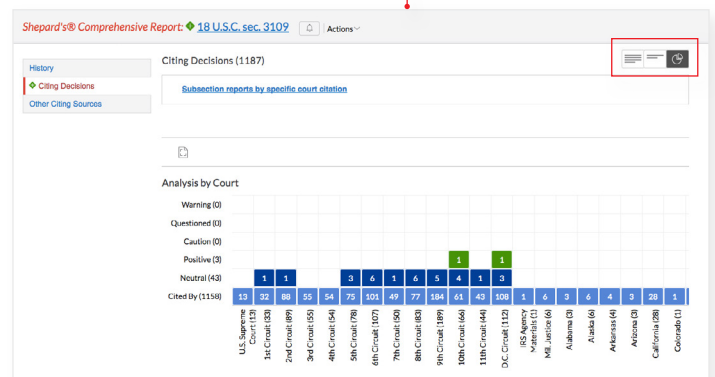 Shepard's® Comprehensive Report: 18 U.S.C. sec. 3109 Actions
History
Citing Decisions
Other Citing Sources
Citing Decisions (1187)
Subsection reports by specific court citation
Analysis by Court
Warning (0)
Questioned (0)
Caution (0)
Positive (3) 1 1
Neutral (43) 1 1 3 6 1 6 5 4 1 3
Cited By (1158) 13 32 88 55 54 75 101 49 77 184 61 43 108 1 6 3 6 4 3 28 1
U.S. Supreme
Court (13)
1st Circuit (33)
2nd Circuit (89)
3rd Circuit (55)
4th Circuit (54)
5th Circuit (78)
6th Circuit (107)
7th Circuit (50)
8th Circuit (83)
9th Circuit (189)
10th Circuit (66)
11th Circuit (44)
D.C. Circuit (112)
IRS Agency
Materials (1)
Mil. Justice (6)
Alabama (3)
Alaska (6)
Arkansas (4)
Arizona (3)
California (28)
Colorado (1)